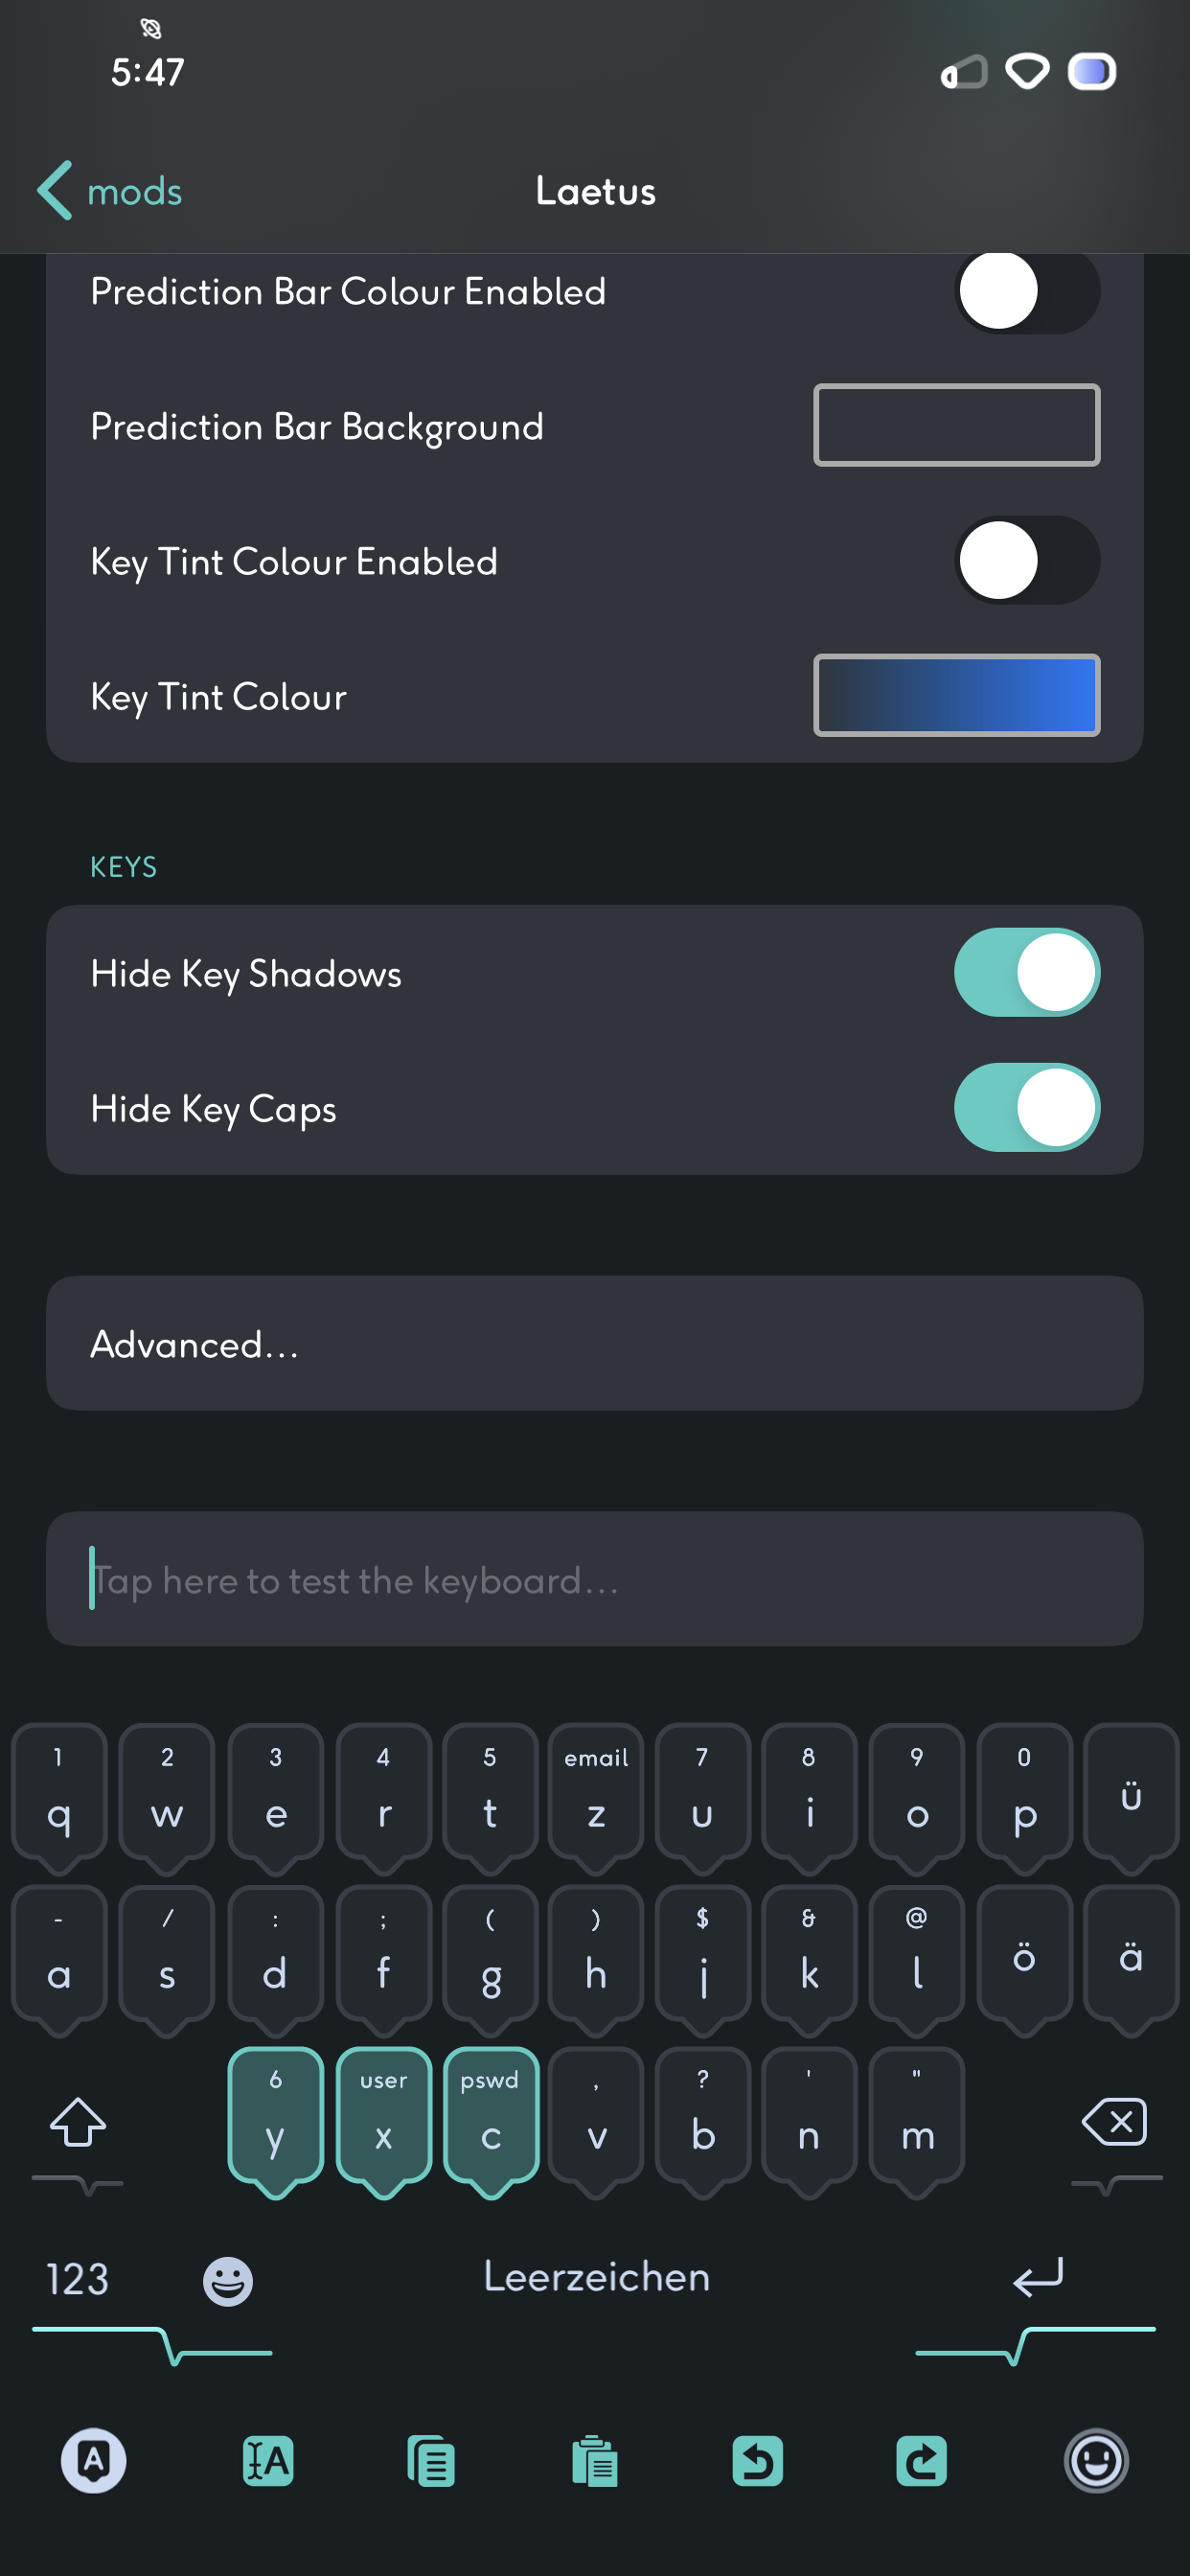 5:47
mods
Laetus
Prediction Bar Colour Enabled
Prediction Bar Background
Key Tint Colour Enabled
Key Tint Colour
KEYS
Hide Key Shadows
Hide Key Caps
Advanced...
Tap here to test the keyboard...
1 2 3 4 5 email 7 8 9 0
q w e r t z u i o p ü
- / : ; ( ) $ & @
a s d f g h j k l ö ä
6 user pswd , ? ' "
y x c v b n m
123 Leerzeichen
A A